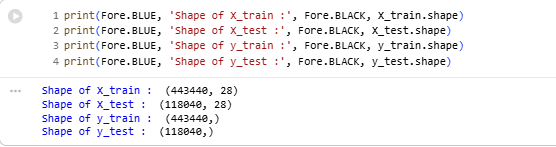 1 print(Fore.BLUE, 'Shape of X_train :', Fore.BLACK, X_train.shape)
2 print(Fore.BLUE, 'Shape of X_test :', Fore.BLACK, X_test.shape)
3 print(Fore.BLUE, 'Shape of y_train :', Fore.BLACK, y_train.shape)
4 print(Fore.BLUE, 'Shape of y_test :', Fore.BLACK, y_test.shape)
Shape of X_train :  (443440, 28)
Shape of X_test :  (118040, 28)
Shape of y_train :  (443440,)
Shape of y_test :  (118040,)